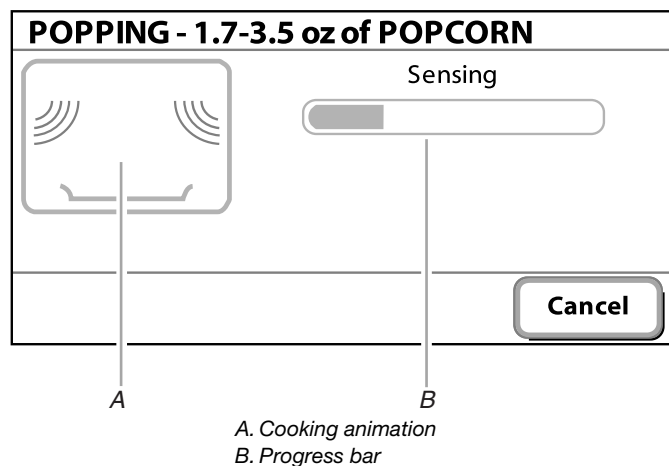 POPPING - 1.7-3.5 oz of POPCORN
Sensing
Cancel
A B
A. Cooking animation
B. Progress bar